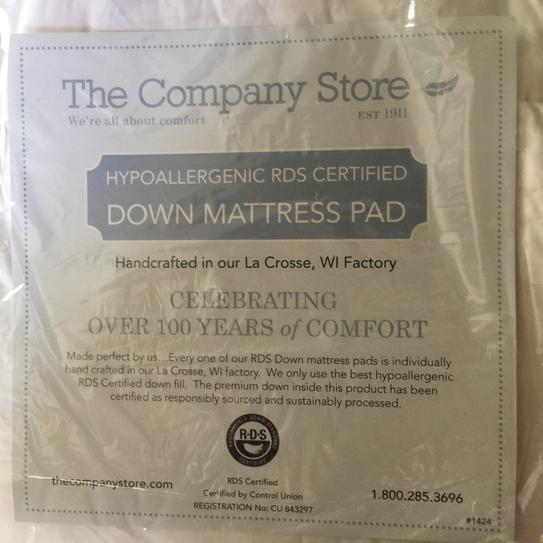 The Company Store
We're all about comfort
EST 1911
HYPOALLERGENIC RDS CERTIFIED
DOWN MATTRESS PAD
Handcrafted in our La Crosse, WI Factory
CELEBRATING
OVER 100 YEARS of COMFORT
Made perfect by us...Every one of our RDS Down mattress pads is individually
hand crafted in our La Crosse, WI factory. We only use the best hypoallergenic
RDS Certified down fill. The premium down inside this product has been
certified as responsibly sourced and sustainably processed.
RESPONSIBLE DOWN STANDARD
R·D·S
CERTIFIED
thecompanystore.com
RDS Certified
Certified by Control Union
REGISTRATION No: CU 843297
1.800.285.3696
#1424